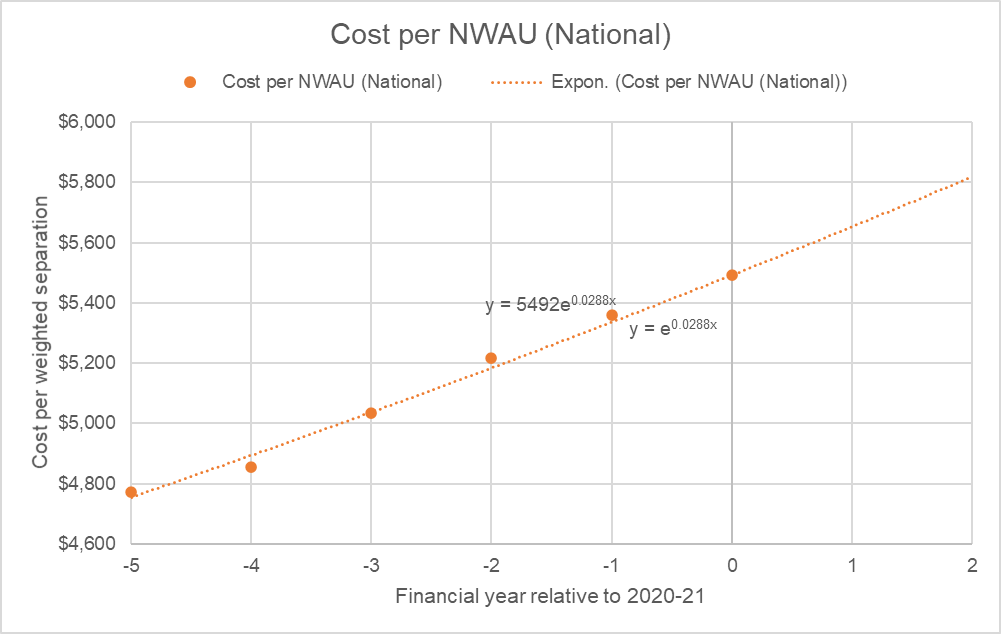 Cost per NWAU (National)
Cost per NWAU (National) Expon. (Cost per NWAU (National))
$6,000
$5,800
$5,600
$5,400
$5,200
$5,000
$4,800
$4,600
Cost per weighted separation
y = 5492e^0.0288x
y = e^0.0288x
-5 -4 -3 -2 -1 0 1 2
Financial year relative to 2020-21